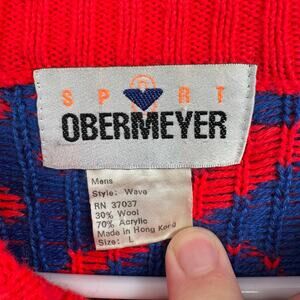 SPORT
OBERMEYER
Mens
Style: Wave
RN 37037
30% Wool
70% Acrylic
Made in Hong Kong
Size: L